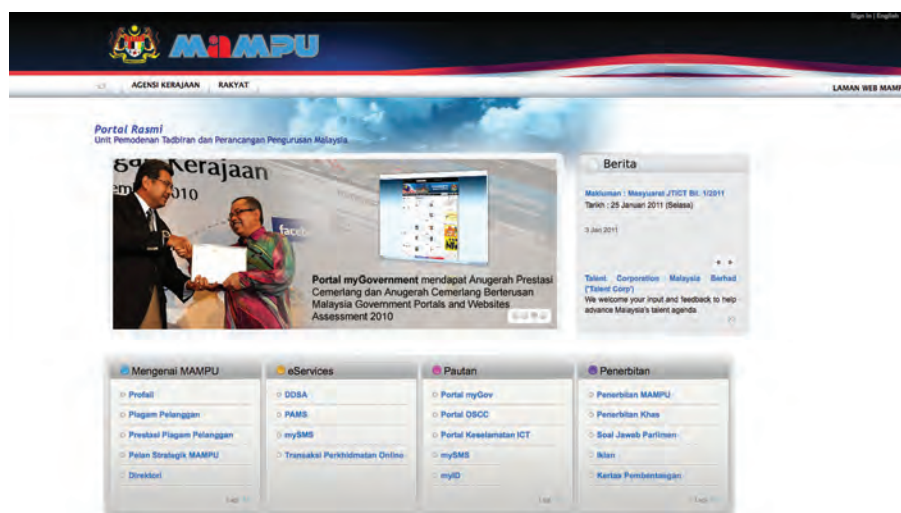 Sign In | English
MAMPU
AGENSI KERAJAAN
RAKYAT
LAMAN WEB
Portal Rasmi
Unit Pemodenan Tadbiran dan Perancangan Pengurusan Malaysia
Kerajaan
2010
Portal myGovernment mendapat Anugerah Prestasi
Cemerlang dan Anugerah Cemerlang Berterusan
Malaysia Government Portals and Websites
Assessment 2010
Berita
Makluman : Mesyuarat JTICT Bil. 1/2011
Tarikh : 25 Januari 2011 (Selasa)
3 Jan 2011
Talent Corporation Malaysia Berhad
('Talent Corp')
We welcome your input and feedback to help
advance Malaysia's talent agenda
Mengenai MAMPU
Profail
Piagam Pelanggan
Prestasi Piagam Pelanggan
Pelan Strategik MAMPU
Direktori
Lagi
eServices
DDSA
PAMS
mySMS
Transaksi Perkhidmatan Online
Pautan
Portal myGov
Portal OSCC
Portal Keselamatan ICT
mySMS
myID
Lagi
Penerbitan
Penerbitan MAMPU
Penerbitan Khas
Soal Jawab Parlimen
Iklan
Kertas Pembentangan
Lagi